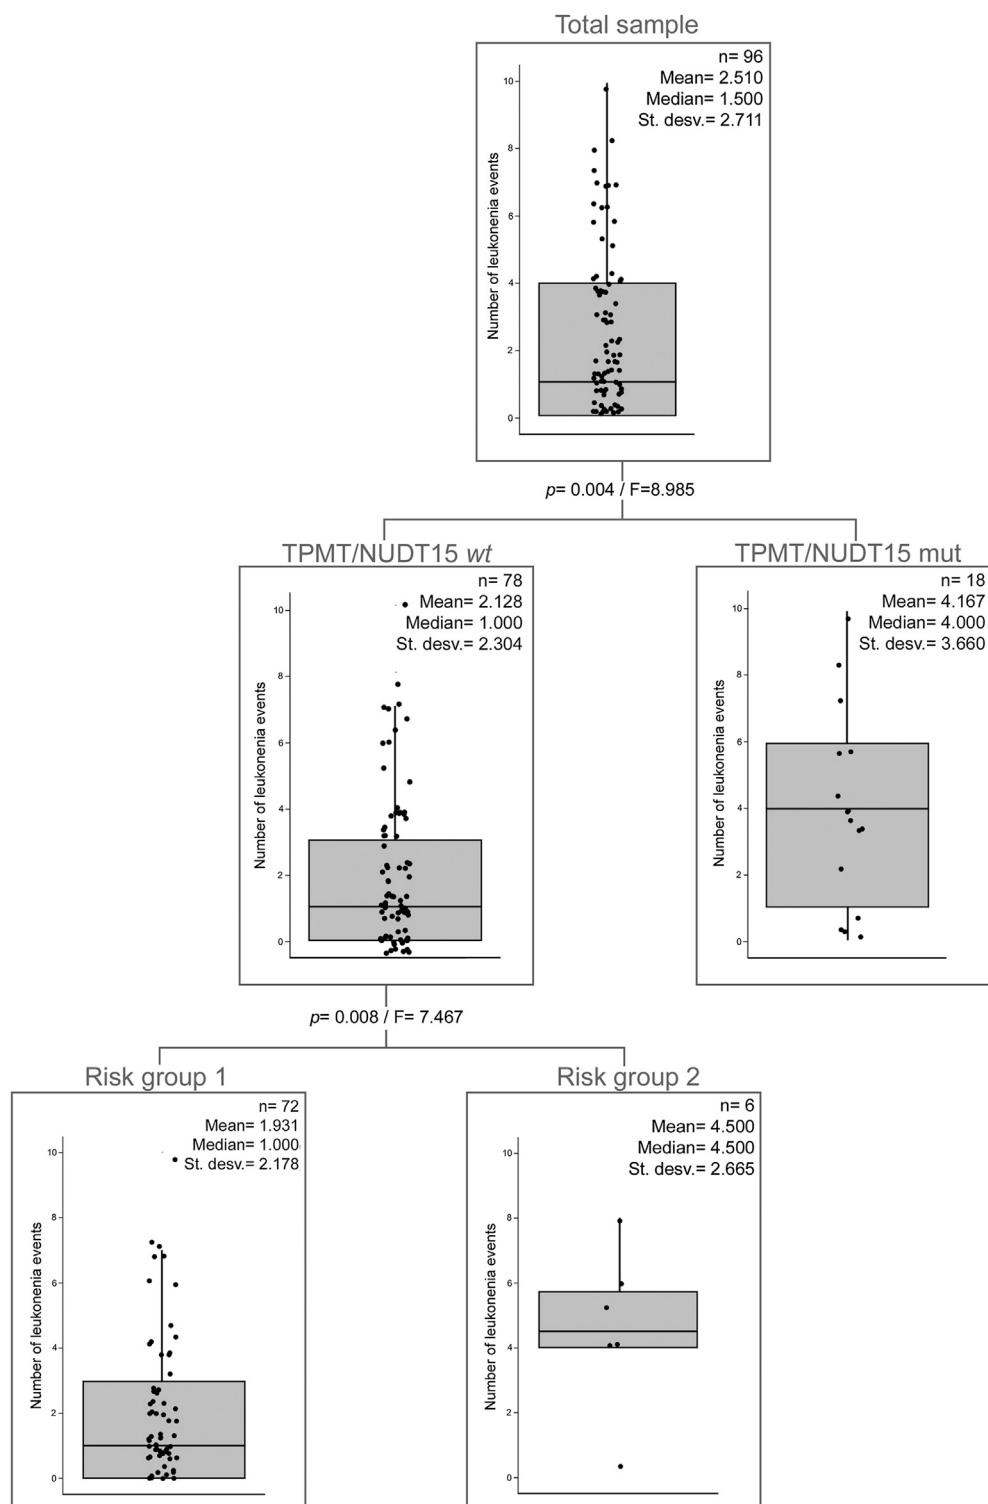 Total sample
n= 96
Mean= 2.510
Median= 1.500
St. desv.= 2.711
Number of leukonenia events
10
8
6
4
2
0
p= 0.004 / F=8.985
TPMT/NUDT15 wt
n= 78
Mean= 2.128
Median= 1.000
St. desv.= 2.304
Number of leukonenia events
10
8
6
4
2
0
TPMT/NUDT15 mut
n= 18
Mean= 4.167
Median= 4.000
St. desv.= 3.660
Number of leukonenia events
10
8
6
4
2
0
p= 0.008 / F= 7.467
Risk group 1
n= 72
Mean= 1.931
Median= 1.000
St. desv.= 2.178
Number of leukonenia events
10
8
6
4
2
0
Risk group 2
n= 6
Mean= 4.500
Median= 4.500
St. desv.= 2.665
Number of leukonenia events
10
8
6
4
2
0